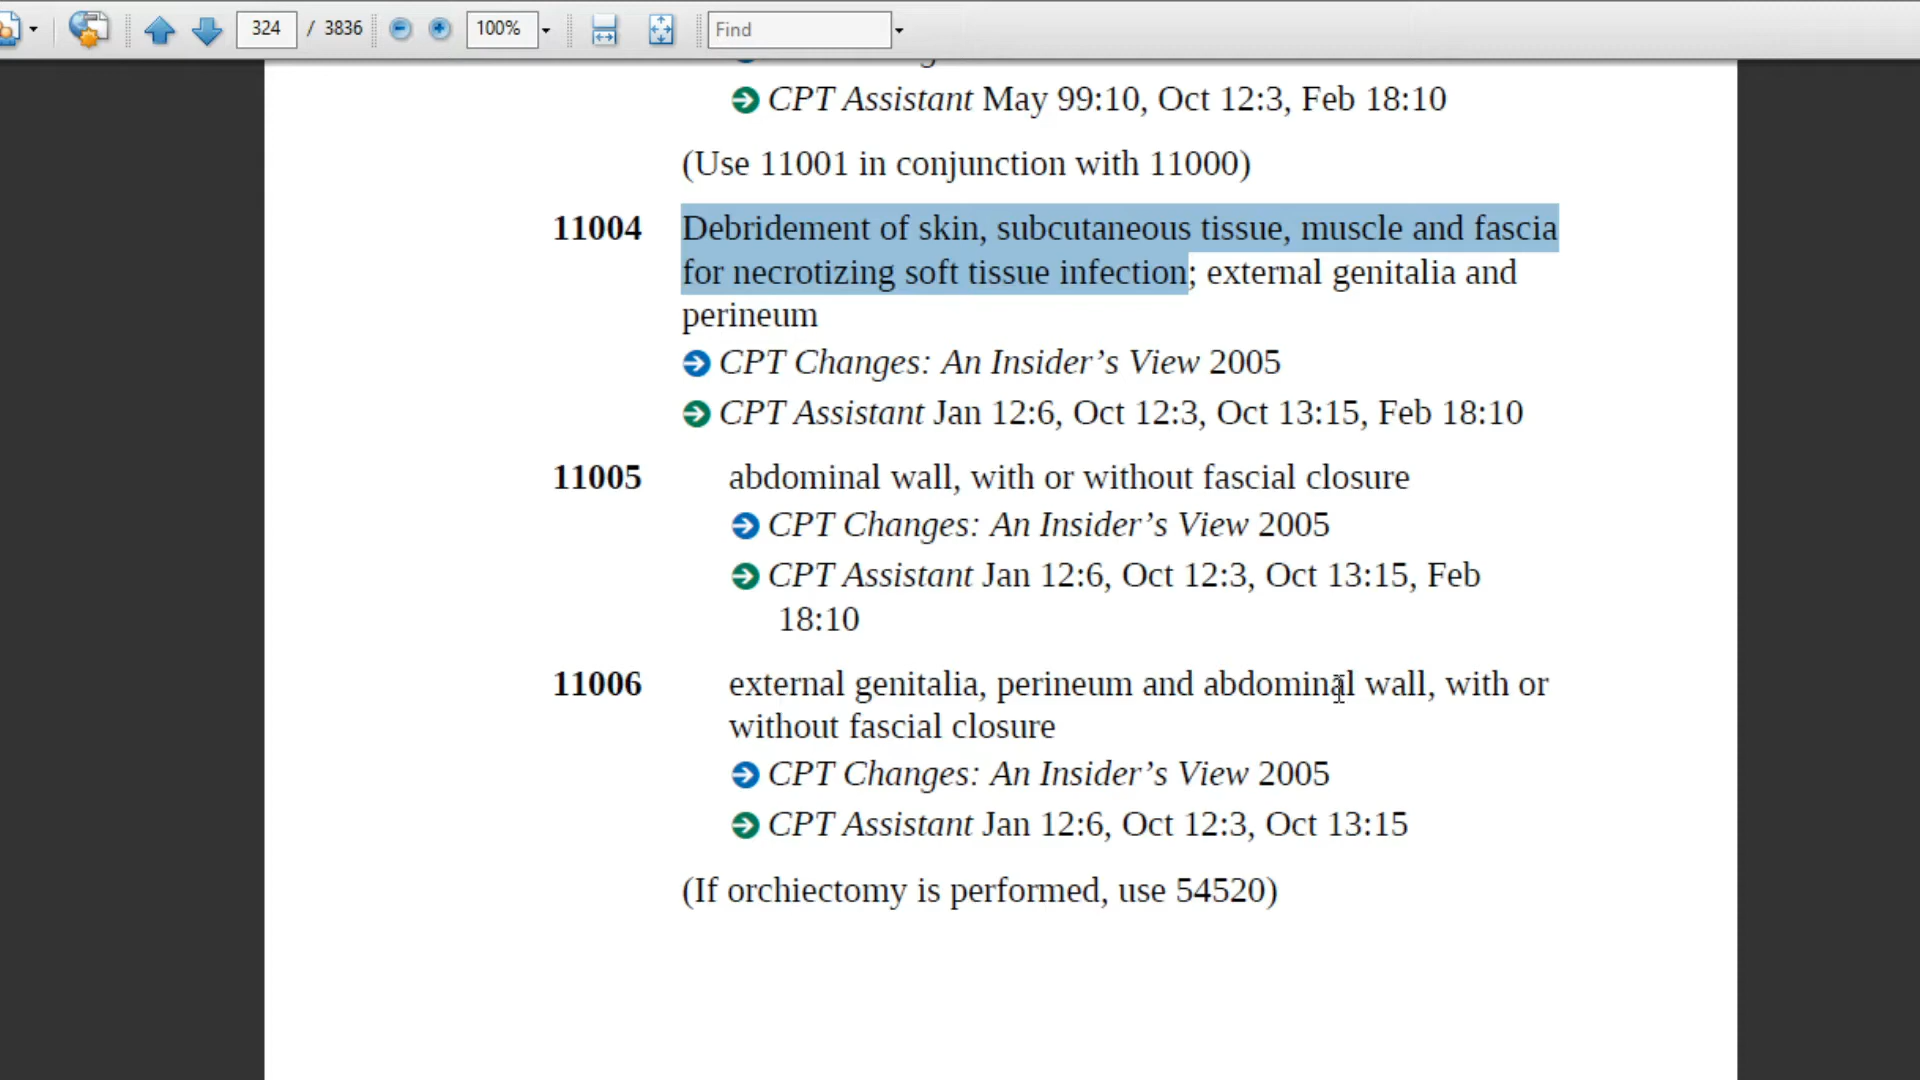 324 / 3836 100% Find
CPT Assistant May 99:10, Oct 12:3, Feb 18:10
(Use 11001 in conjunction with 11000)
11004 Debridement of skin, subcutaneous tissue, muscle and fascia
for necrotizing soft tissue infection; external genitalia and
perineum
CPT Changes: An Insider’s View 2005
CPT Assistant Jan 12:6, Oct 12:3, Oct 13:15, Feb 18:10
11005 abdominal wall, with or without fascial closure
CPT Changes: An Insider’s View 2005
CPT Assistant Jan 12:6, Oct 12:3, Oct 13:15, Feb
18:10
11006 external genitalia, perineum and abdominal wall, with or
without fascial closure
CPT Changes: An Insider’s View 2005
CPT Assistant Jan 12:6, Oct 12:3, Oct 13:15
(If orchiectomy is performed, use 54520)